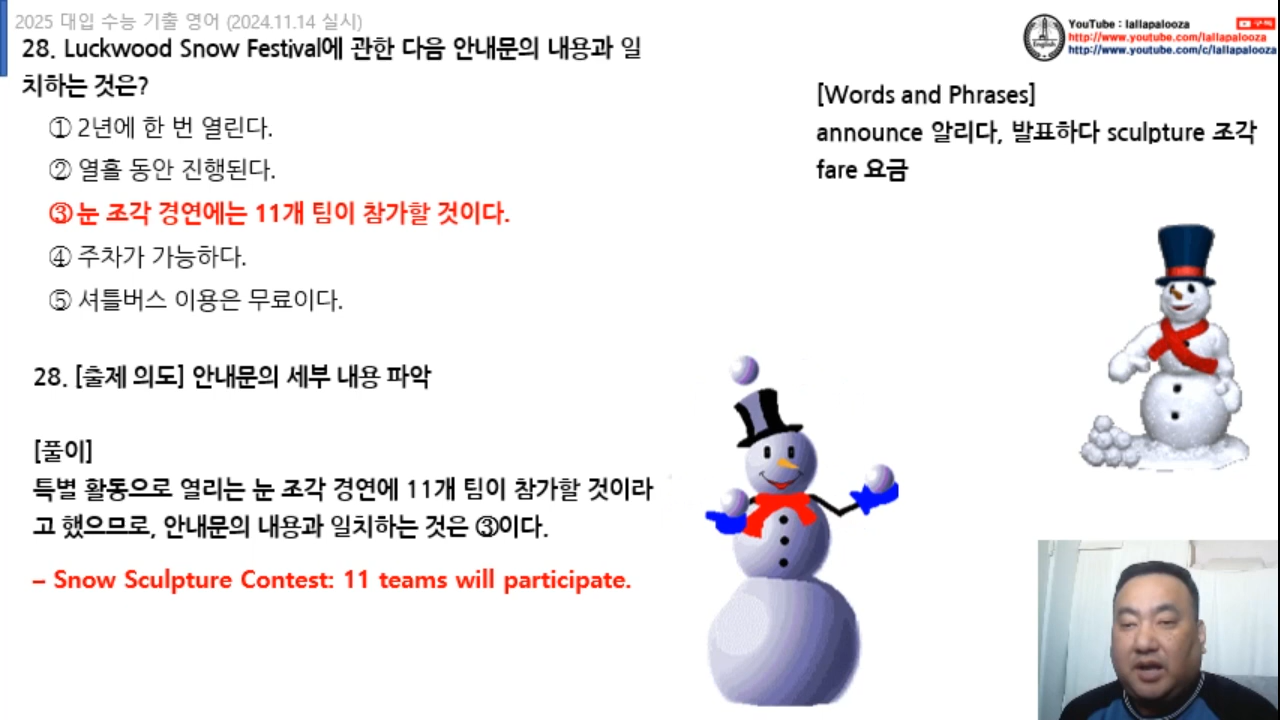 2025 대입 수능 기출 영어 (2024.11.14 실시)
28. Luckwood Snow Festival에 관한 다음 안내문의 내용과 일
치하는 것은?
① 2년에 한 번 열린다.
② 열흘 동안 진행된다.
③ 눈 조각 경연에는 11개 팀이 참가할 것이다.
④ 주차가 가능하다.
⑤ 셔틀버스 이용은 무료이다.
28. [출제 의도] 안내문의 세부 내용 파악
[풀이]
특별 활동으로 열리는 눈 조각 경연에 11개 팀이 참가할 것이라
고 했으므로, 안내문의 내용과 일치하는 것은 ③이다.
– Snow Sculpture Contest: 11 teams will participate.
YouTube : lallapalooza
구독
http://www.youtube.com/lallapalooza
http://www.youtube.com/c/lallapalooza
English
[Words and Phrases]
announce 알리다, 발표하다 sculpture 조각
fare 요금